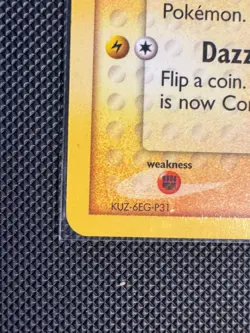 Pokémon.
Dazz
Flip a coin.
is now Con
weakness
KUZ-6EG-P31